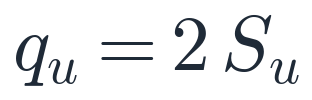 q_u = 2 S_u